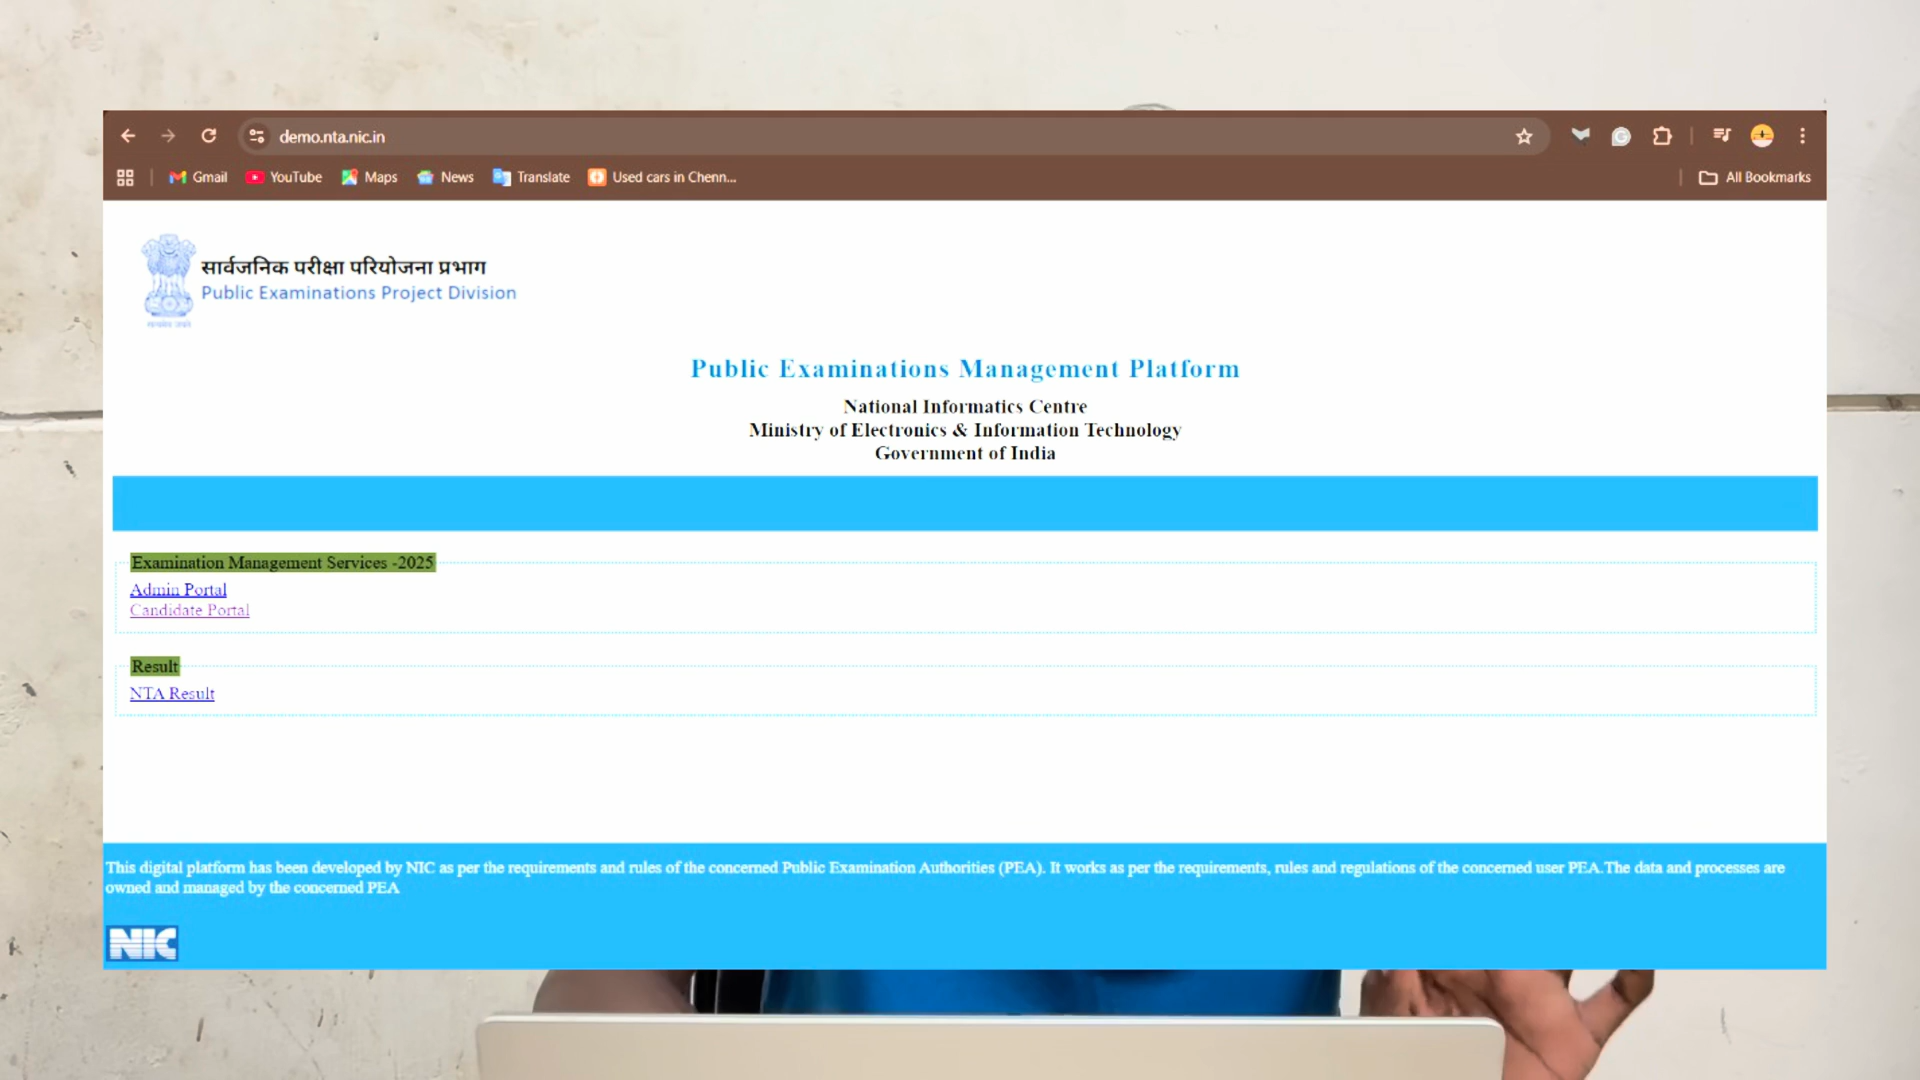 demo.nta.nic.in
Gmail YouTube Maps News Translate Used cars in Chenn... All Bookmarks
सार्वजनिक परीक्षा परियोजना प्रभाग
Public Examinations Project Division
Public Examinations Management Platform
National Informatics Centre
Ministry of Electronics & Information Technology
Government of India
Examination Management Services -2025
Admin Portal
Candidate Portal
Result
NTA Result
This digital platform has been developed by NIC as per the requirements and rules of the concerned Public Examination Authorities (PEA). It works as per the requirements, rules and regulations of the concerned user PEA.The data and processes are
owned and managed by the concerned PEA
NIC